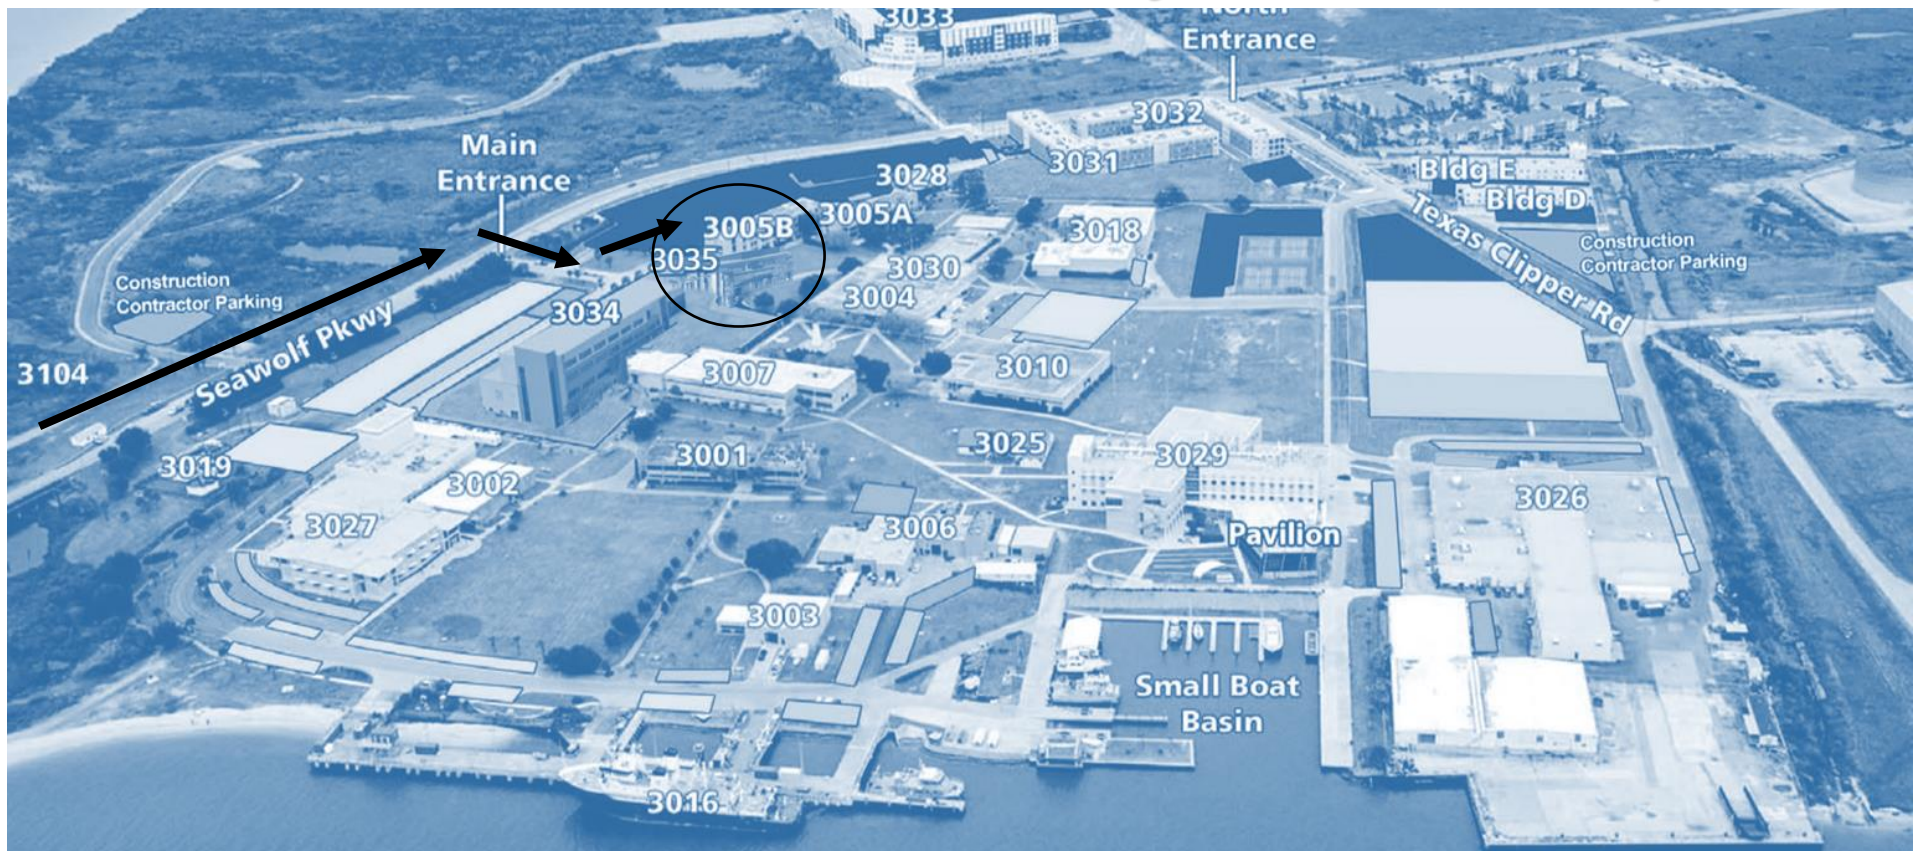 3033
North
Entrance
3032
Main
Entrance
3031
Bldg E
3028
Bldg D
3005A
3005B
3018
Texas Clipper Rd
Construction
Contractor Parking
3035
3030
Construction
Contractor Parking
3004
3034
Seawolf Pkwy
3104
3007
3010
3019
3001
3025
3029
3002
3026
3027
3006
Pavilion
3003
Small Boat
Basin
3016